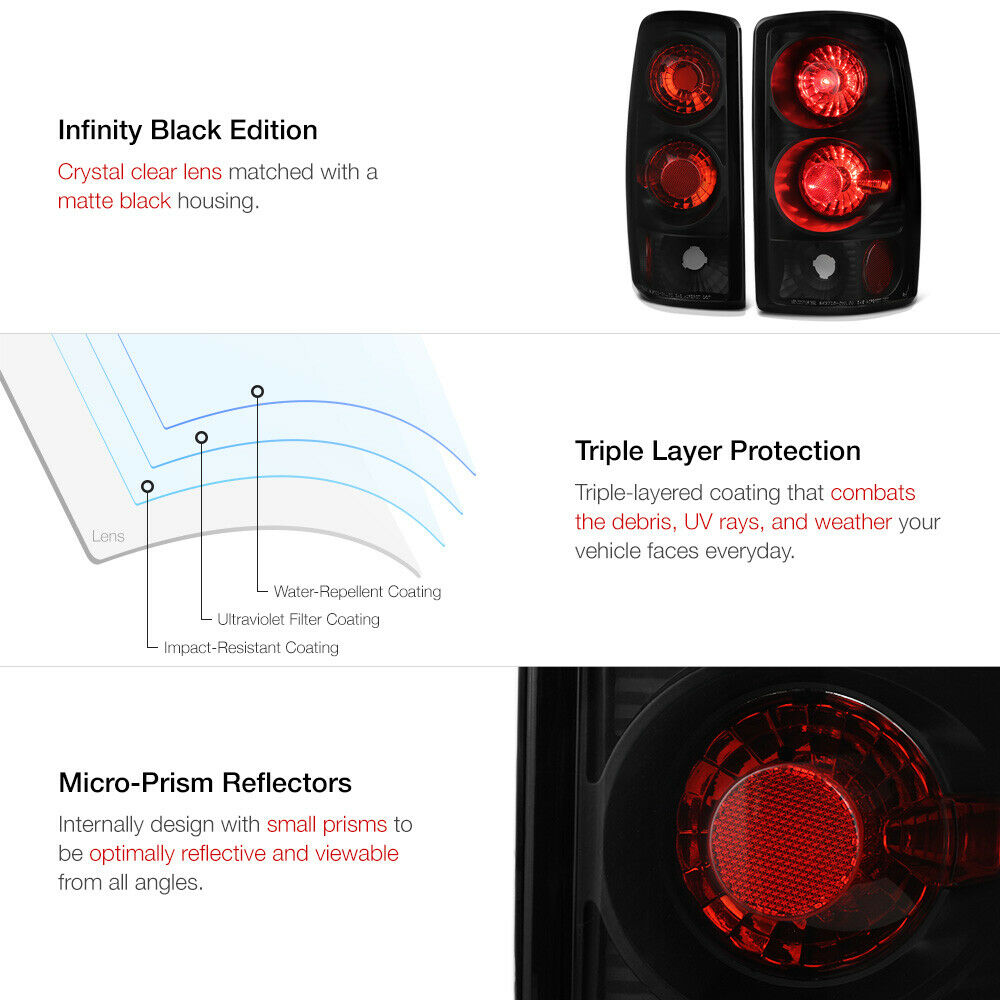 Infinity Black Edition
Crystal clear lens matched with a
matte black housing.
Lens
Water-Repellent Coating
Ultraviolet Filter Coating
Impact-Resistant Coating
Triple Layer Protection
Triple-layered coating that combats
the debris, UV rays, and weather your
vehicle faces everyday.
Micro-Prism Reflectors
Internally design with small prisms to
be optimally reflective and viewable
from all angles.